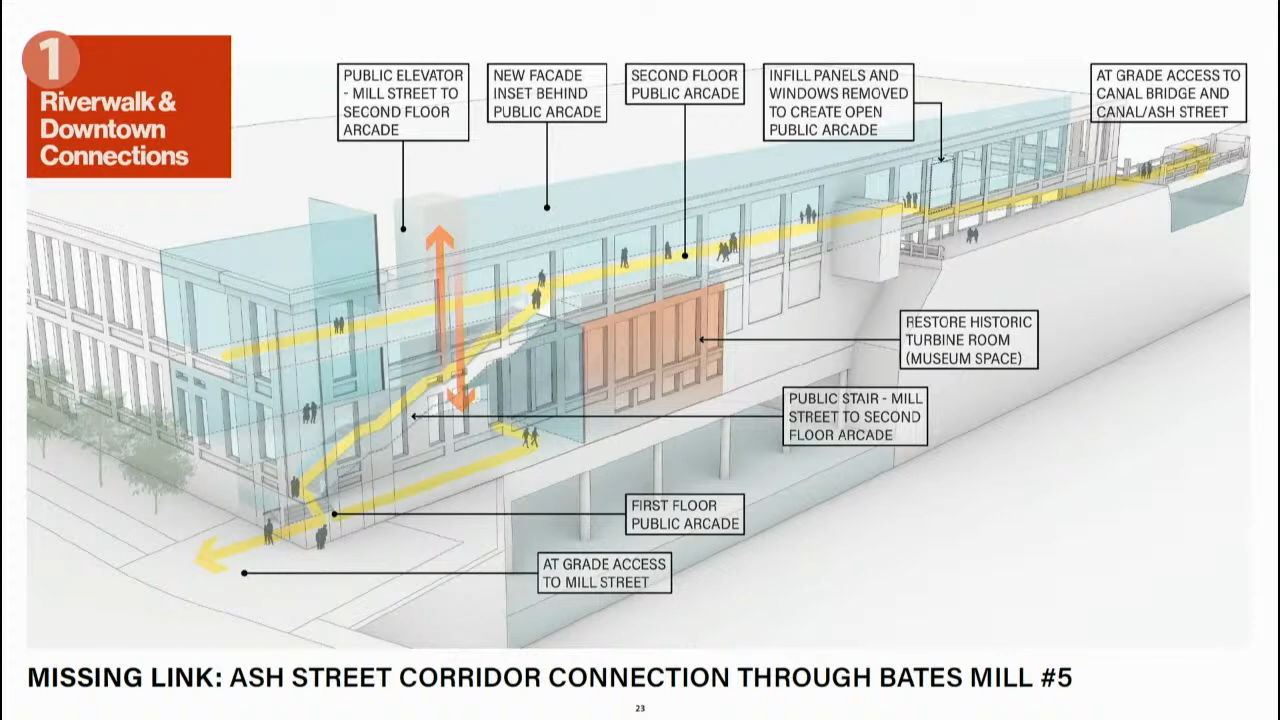 1
Riverwalk &
Downtown
Connections
PUBLIC ELEVATOR
- MILL STREET TO
SECOND FLOOR
ARCADE
NEW FACADE
INSET BEHIND
PUBLIC ARCADE
SECOND FLOOR
PUBLIC ARCADE
INFILL PANELS AND
WINDOWS REMOVED
TO CREATE OPEN
PUBLIC ARCADE
AT GRADE ACCESS TO
CANAL BRIDGE AND
CANAL/ASH STREET
RESTORE HISTORIC
TURBINE ROOM
(MUSEUM SPACE)
PUBLIC STAIR - MILL
STREET TO SECOND
FLOOR ARCADE
FIRST FLOOR
PUBLIC ARCADE
AT GRADE ACCESS
TO MILL STREET
MISSING LINK: ASH STREET CORRIDOR CONNECTION THROUGH BATES MILL #5
23